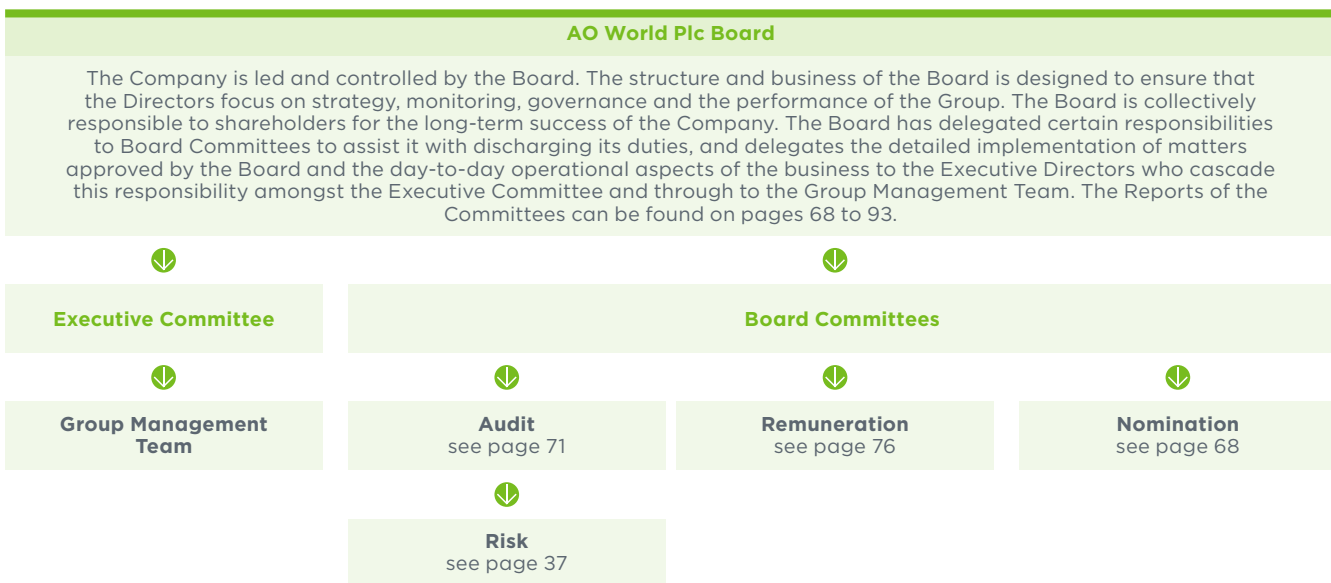 AO World Plc Board
The Company is led and controlled by the Board. The structure and business of the Board is designed to ensure that
the Directors focus on strategy, monitoring, governance and the performance of the Group. The Board is collectively
responsible to shareholders for the long-term success of the Company. The Board has delegated certain responsibilities
to Board Committees to assist it with discharging its duties, and delegates the detailed implementation of matters
approved by the Board and the day-to-day operational aspects of the business to the Executive Directors who cascade
this responsibility amongst the Executive Committee and through to the Group Management Team. The Reports of the
Committees can be found on pages 68 to 93.
Executive Committee
Board Committees
Group Management
Team
Audit
see page 71
Remuneration
see page 76
Nomination
see page 68
Risk
see page 37